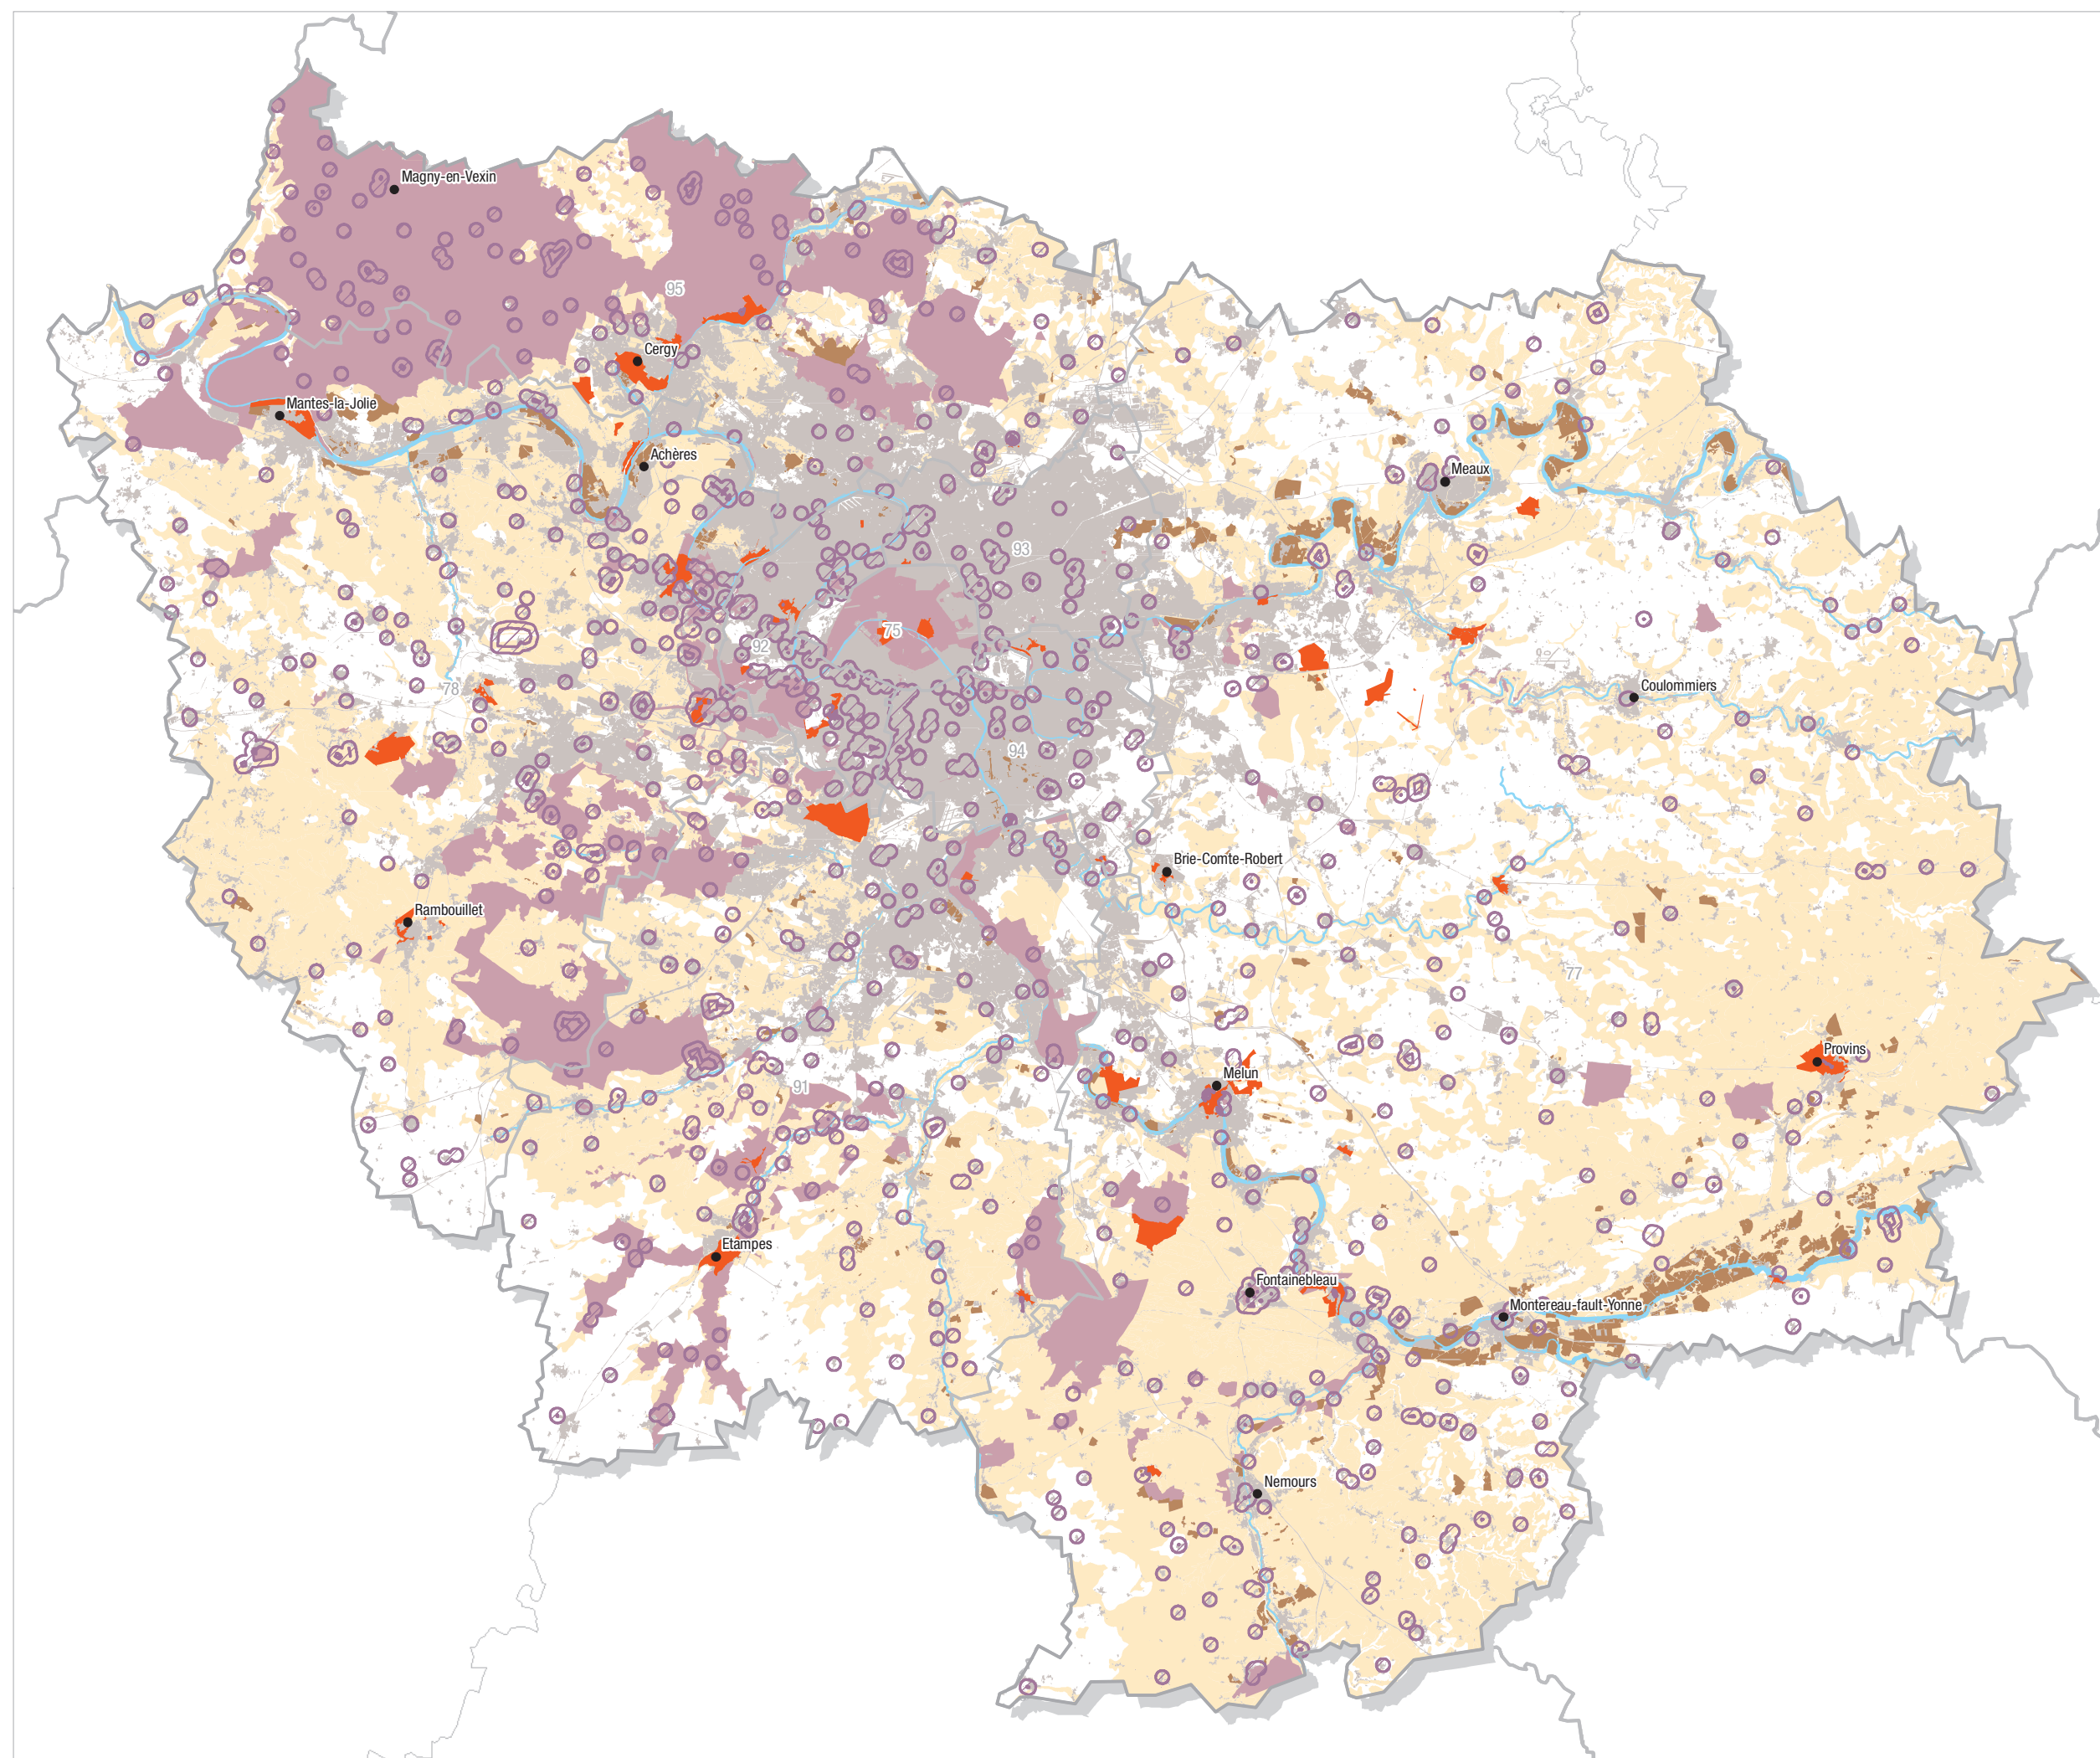 Magny-en-Vexin
95
Cergy
Mantes-la-Jolie
Achères
Meaux
93
75
92
78
Coulommiers
94
Brie-Comte-Robert
Rambouillet
77
Provins
Melun
91
Etampes
Fontainebleau
Montereau-fault-Yonne
Nemours